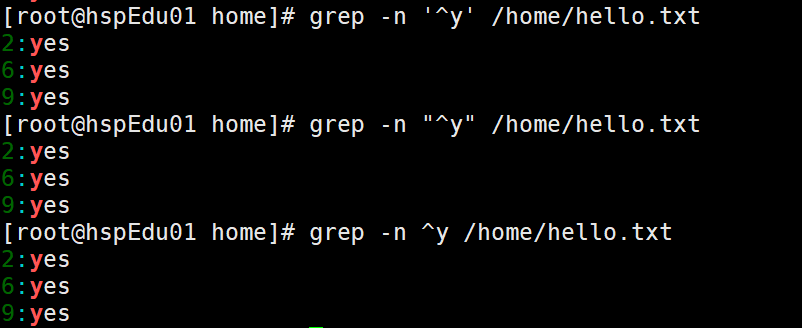 [root@hspEdu01 home]# grep -n '^y' /home/hello.txt
2:yes
6:yes
9:yes
[root@hspEdu01 home]# grep -n "^y" /home/hello.txt
2:yes
6:yes
9:yes
[root@hspEdu01 home]# grep -n ^y /home/hello.txt
2:yes
6:yes
9:yes